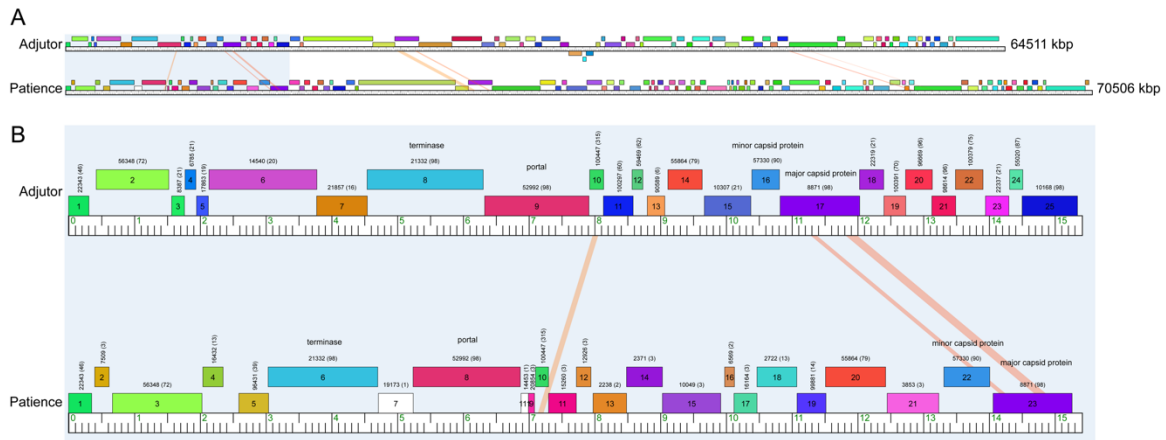 A
Adjutor
64511 kbp
Patience
70506 kbp
B
terminase
minor capsid protein
portal
major capsid protein
22343 (46)
56348 (72)
6387 (21)
6785 (21)
17863 (19)
14540 (20)
21857 (16)
21332 (98)
52992 (98)
100447 (315)
100297 (60)
59469 (62)
90589 (6)
55864 (79)
10307 (21)
57330 (90)
8871 (98)
22319 (21)
100391 (70)
96669 (96)
98614 (96)
100379 (75)
22337 (21)
55020 (87)
10168 (98)
Adjutor
1 2 3 4 5 6 7 8 9 10 11 12 13 14 15 16 17 18 19 20 21 22 23 24 25
0 1 2 3 4 5 6 7 8 9 10 11 12 13 14 15
terminase
portal
minor capsid protein
major capsid protein
22343 (46)
7509 (3)
56348 (72)
16432 (13)
96431 (39)
21332 (98)
19173 (1)
52992 (98)
14453 (1)
100447 (315)
15260 (3)
12926 (3)
2238 (2)
2371 (3)
10049 (3)
6569 (2)
16164 (3)
2722 (13)
99881 (14)
55864 (79)
3853 (3)
57330 (90)
8871 (98)
Patience
1 2 3 4 5 6 7 8 9 10 11 12 13 14 15 16 17 18 19 20 21 22 23
0 1 2 3 4 5 6 7 8 9 10 11 12 13 14 15